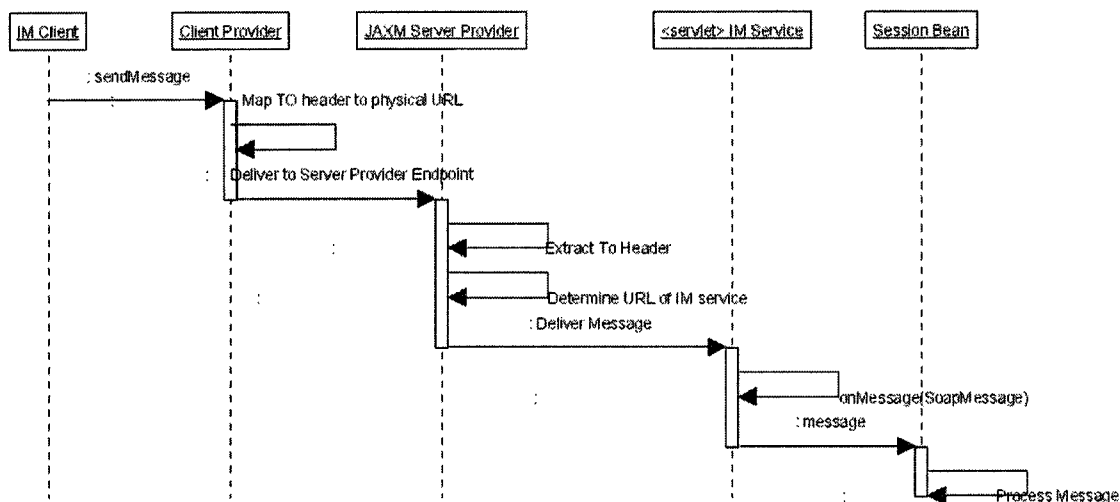 IM Client
Client Provider
JAXM Server Provider
<servlet> IM Service
Session Bean
: sendMessage
:
Map TO header to physical URL
: Deliver to Server Provider Endpoint
:
Extract To Header
:
Determine URL of IM service
: Deliver Message
:
onMessage(SoapMessage)
: message
:
Process Message